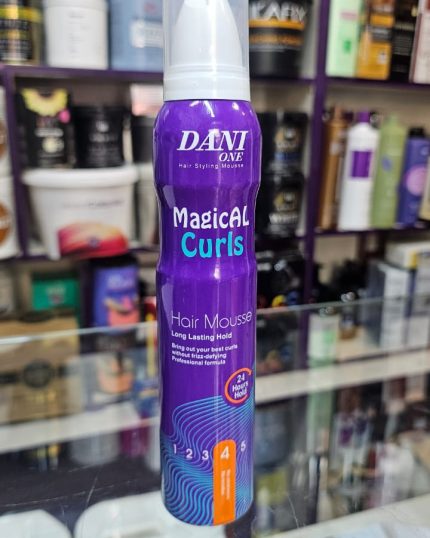 DANI
ONE
Hair Styling Mousse
MagicAL
Curls
Hair Mousse
Long Lasting Hold
Bring out your best curls
without frizz-defying
Professional formula
24
Hours
Hold
1 2 3 4 5